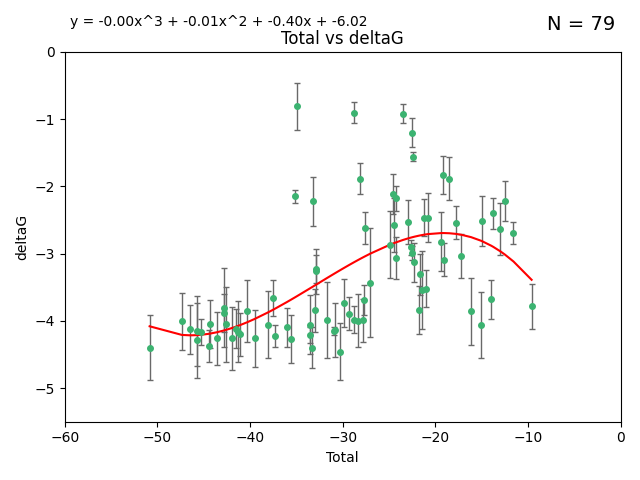 y = -0.00x^3 + -0.01x^2 + -0.40x + -6.02
N = 79
Total vs deltaG
0
−1
−2
−3
−4
−5
deltaG
−60 −50 −40 −30 −20 −10 0
Total